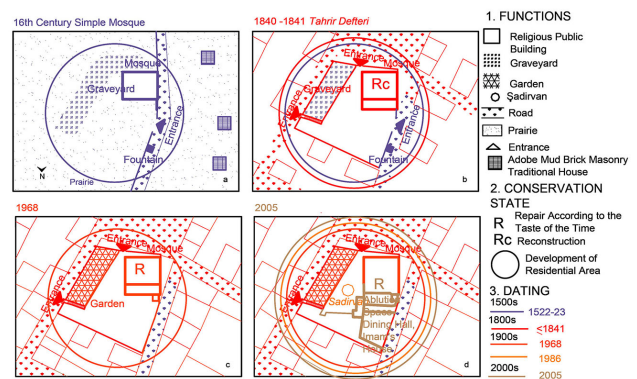 16th Century Simple Mosque
Mosque
Graveyard
Entrance
Fountain
Prairie
N
a
1840 -1841 Tahrir Defteri
Entrance
Mosque
Graveyard
Rc
Entrance
Entrance
Fountain
b
1968
Entrance
Mosque
Entrance
R
Garden
c
2005
Entrance
Mosque
Entrance
R
Sadirvan
Ablution
Space
Dining Hall,
Imam's
House
d
1. FUNCTIONS
Religious Public
Building
Graveyard
Garden
Şadirvan
Road
Prairie
Entrance
Adobe Mud Brick Masonry
Traditional House
2. CONSERVATION
STATE
R Repair According to the
Taste of the Time
Rc Reconstruction
Development of
Residential Area
3. DATING
1500s
1522-23
1800s
≤1841
1900s
1968
1986
2000s
2005